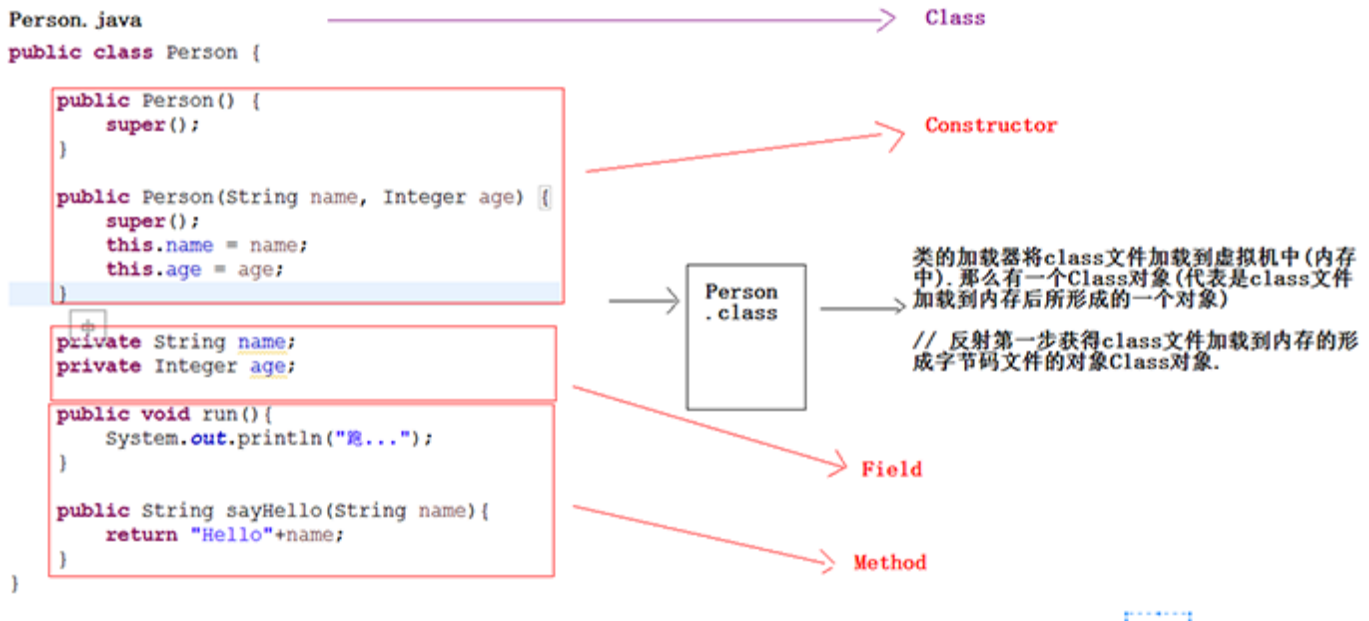 Person.java
Class
public class Person {
public Person() {
super();
}
Constructor
public Person(String name, Integer age) {
super();
this.name = name;
this.age = age;
}
类的加载器将class文件加载到虚拟机中(内存
中).那么有一个Class对象(代表是class文件
加载到内存后所形成的一个对象)
// 反射第一步获得class文件加载到内存的形
成字节码文件的对象Class对象.
Person
.class
中
private String name;
private Integer age;
Field
public void run(){
System.out.println("跑...");
}
public String sayHello(String name){
return "Hello"+name;
}
Method
}